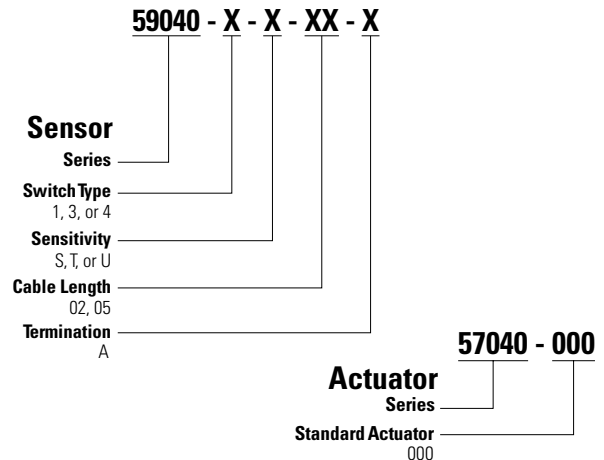 59040 - X - X - XX - X
Sensor
Series
Switch Type
1, 3, or 4
Sensitivity
S, T, or U
Cable Length
02, 05
Termination
A
57040 - 000
Actuator
Series
Standard Actuator
000